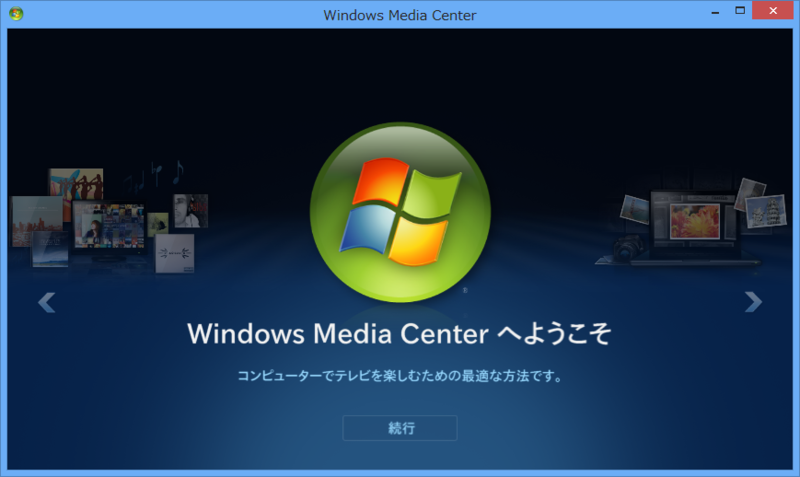 Windows Media Center
Windows Media Center へようこそ
コンピューターでテレビを楽しむための最適な方法です。
続行